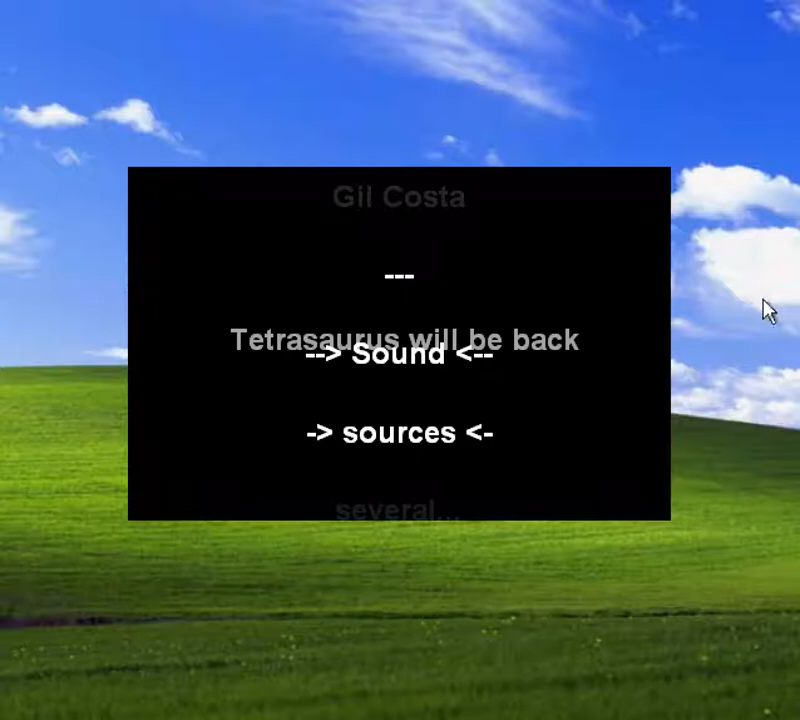 Gil Costa
---
Tetrasaurus will be back
--> Sound <--
-> sources <-
several...